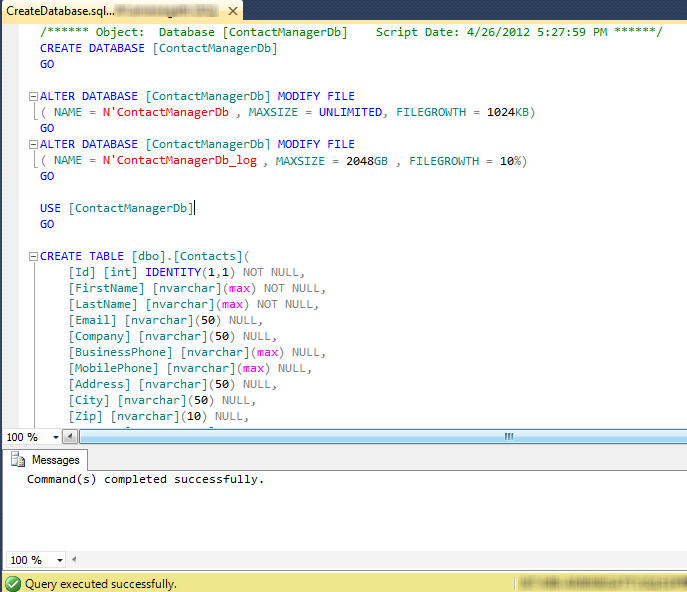 CreateDatabase.sql...
/****** Object:  Database [ContactManagerDb]    Script Date: 4/26/2012 5:27:59 PM ******/
CREATE DATABASE [ContactManagerDb]
GO
ALTER DATABASE [ContactManagerDb] MODIFY FILE
( NAME = N'ContactManagerDb , MAXSIZE = UNLIMITED, FILEGROWTH = 1024KB)
GO
ALTER DATABASE [ContactManagerDb] MODIFY FILE
( NAME = N'ContactManagerDb_log , MAXSIZE = 2048GB , FILEGROWTH = 10%)
GO
USE [ContactManagerDb]
GO
CREATE TABLE [dbo].[Contacts](
[Id] [int] IDENTITY(1,1) NOT NULL,
[FirstName] [nvarchar](max) NOT NULL,
[LastName] [nvarchar](max) NOT NULL,
[Email] [nvarchar](50) NULL,
[Company] [nvarchar](50) NULL,
[BusinessPhone] [nvarchar](max) NULL,
[MobilePhone] [nvarchar](max) NULL,
[Address] [nvarchar](50) NULL,
[City] [nvarchar](50) NULL,
[Zip] [nvarchar](10) NULL,
100 %
Messages
Command(s) completed successfully.
100 %
Query executed successfully.